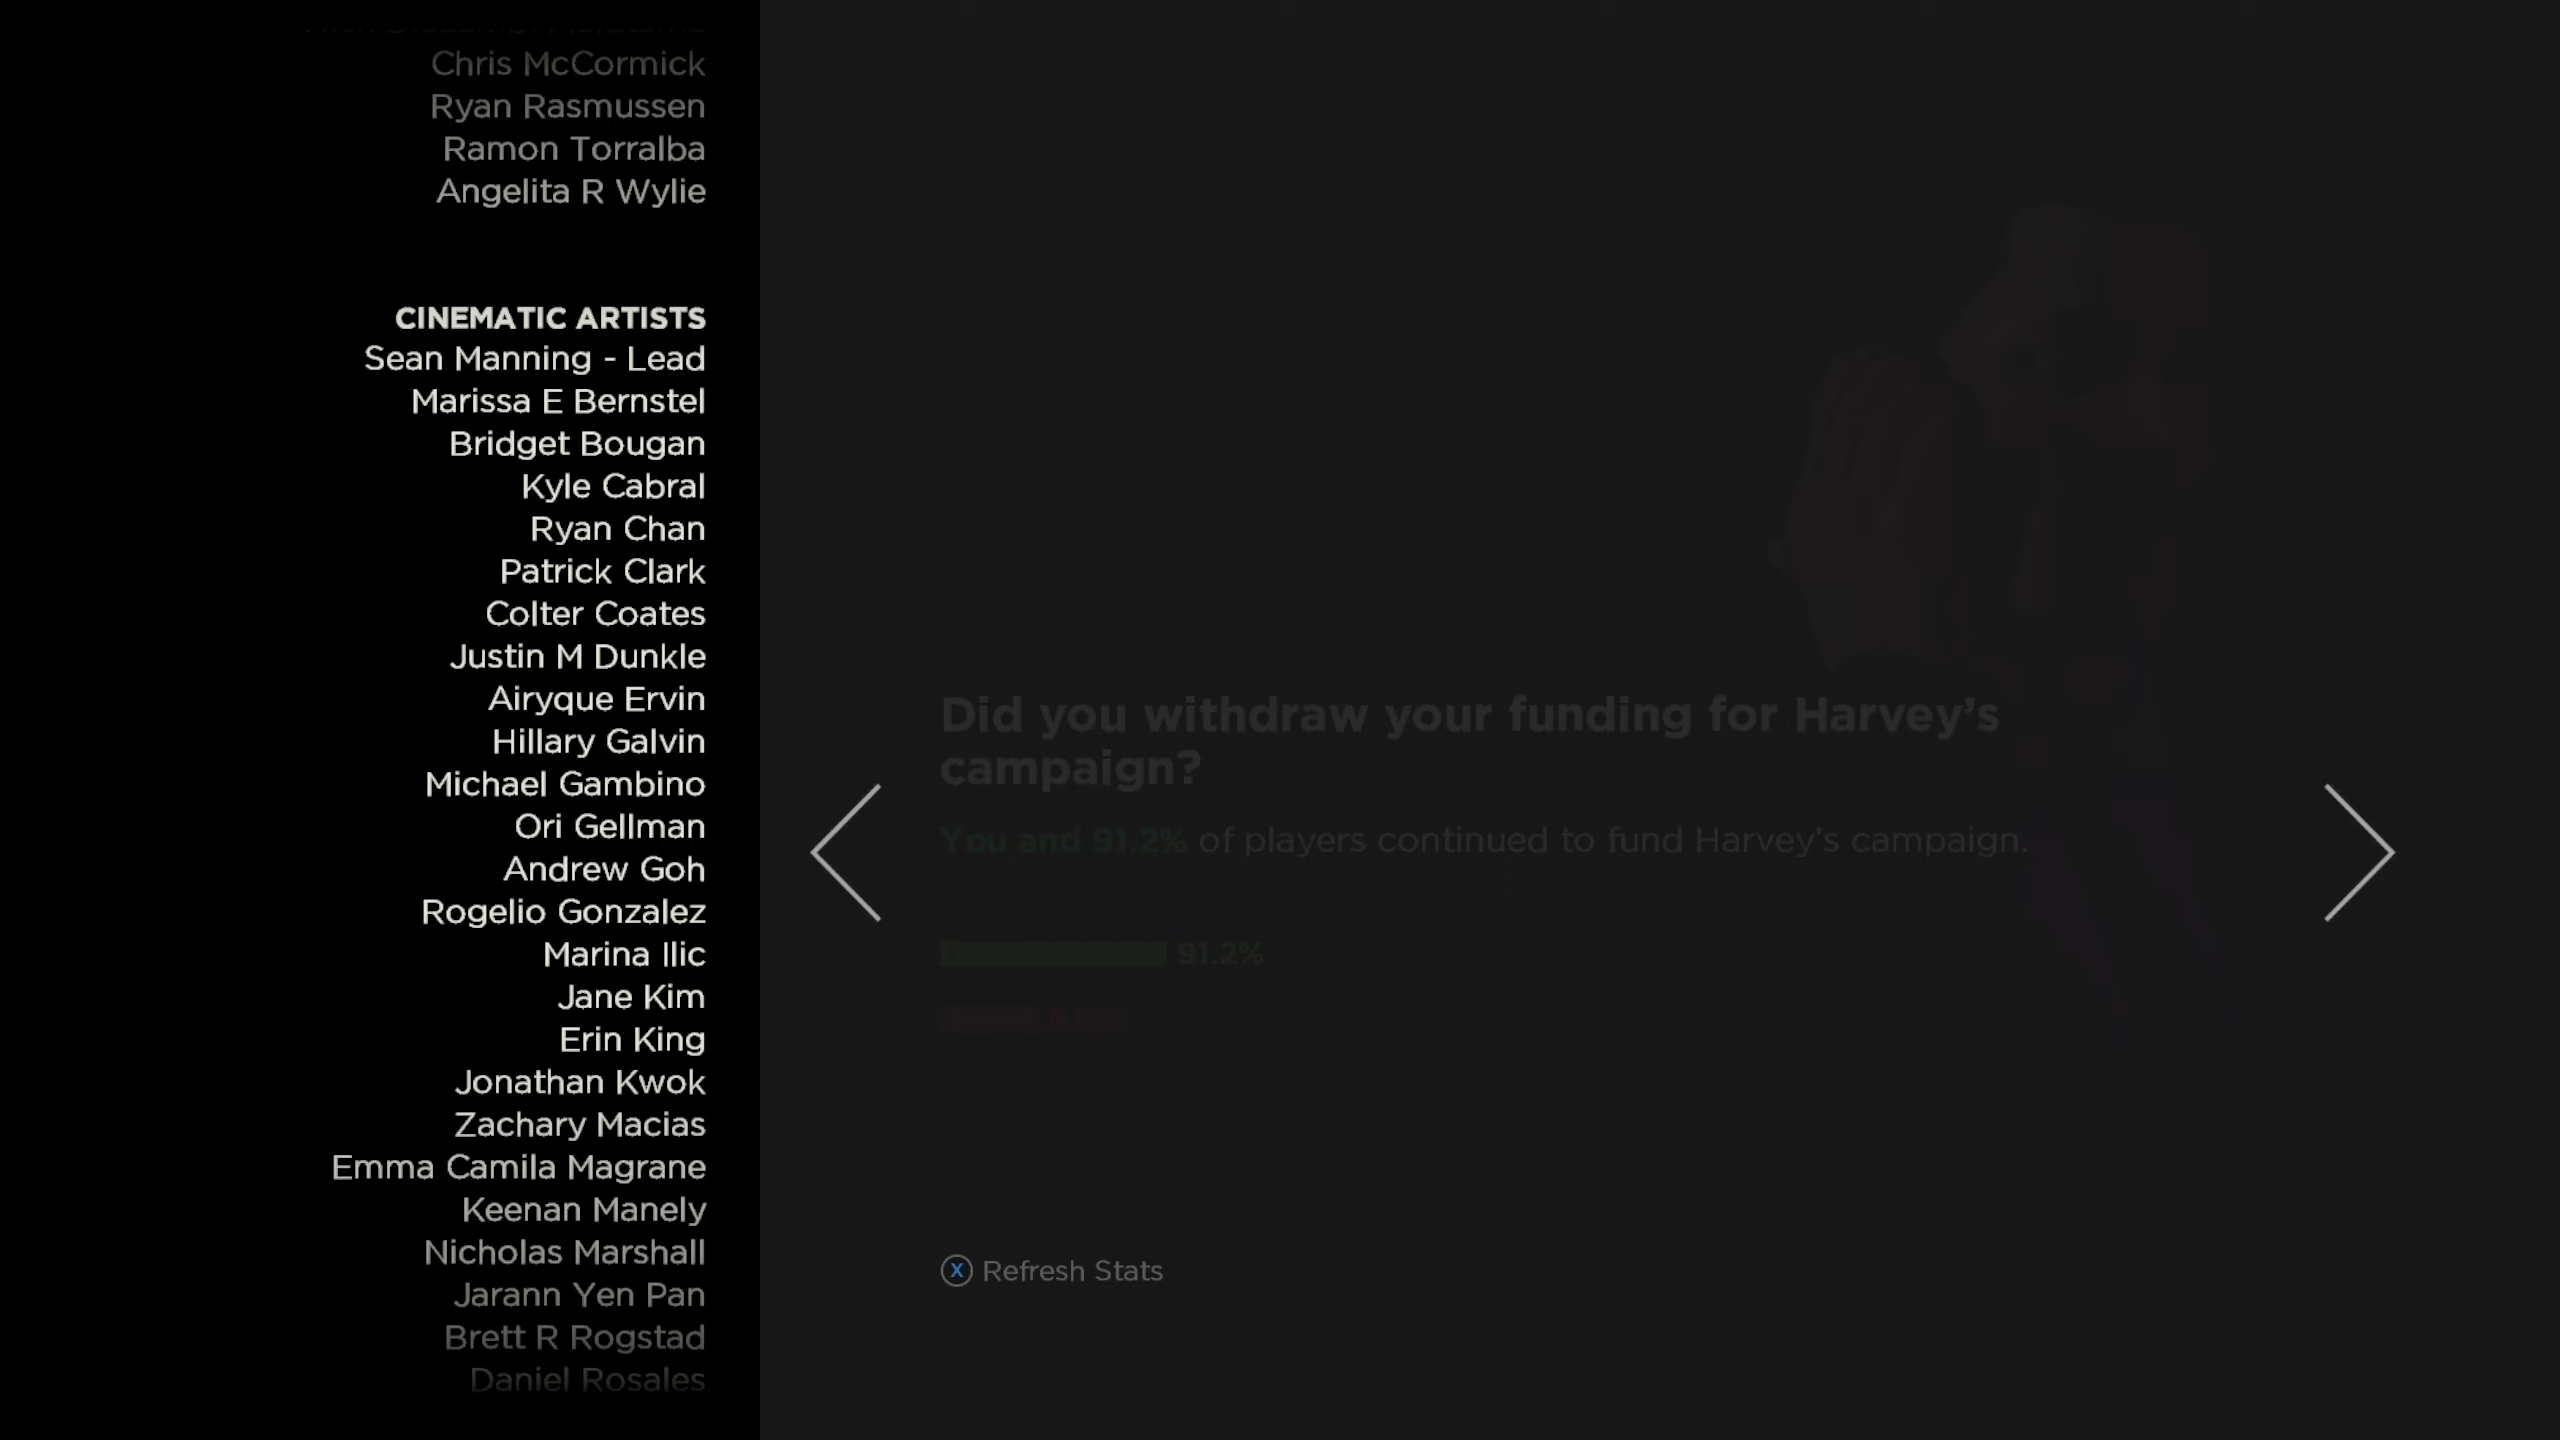 Chris McCormick
Ryan Rasmussen
Ramon Torralba
Angelita R Wylie
CINEMATIC ARTISTS
Sean Manning - Lead
Marissa E Bernstel
Bridget Bougan
Kyle Cabral
Ryan Chan
Patrick Clark
Colter Coates
Justin M Dunkle
Airyque Ervin
Hillary Galvin
Michael Gambino
Ori Gellman
Andrew Goh
Rogelio Gonzalez
Marina Ilic
Jane Kim
Erin King
Jonathan Kwok
Zachary Macias
Emma Camila Magrane
Keenan Manely
Nicholas Marshall
Jarann Yen Pan
Brett R Rogstad
Daniel Rosales
Did you withdraw your funding for Harvey’s
campaign?
You and 91.2% of players continued to fund Harvey’s campaign.
91.2%
X Refresh Stats